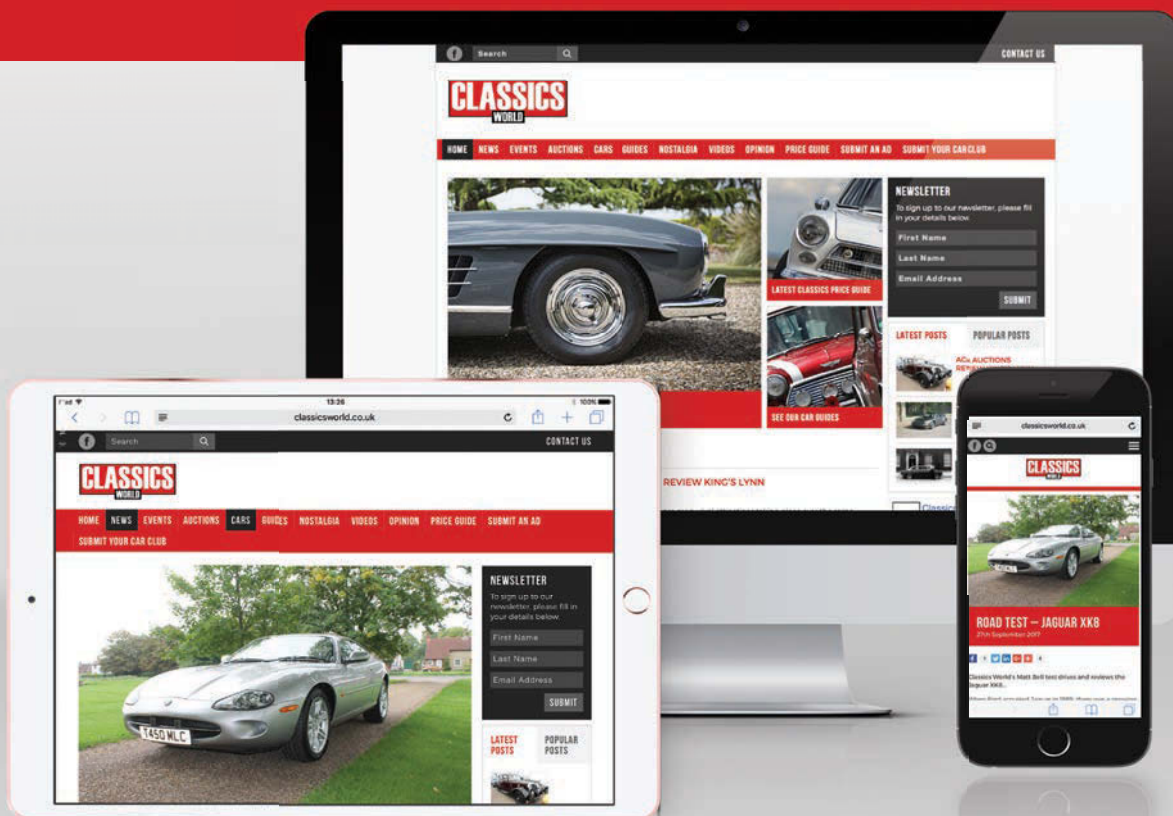 Search
CONTACT US
CLASSICS
WORLD
HOME NEWS EVENTS AUCTIONS CARS GUIDES NOSTALGIA VIDEOS OPINION PRICE GUIDE SUBMIT AN AD SUBMIT YOUR CAR CLUB
NEWSLETTER
To sign up to our newsletter, please fill
in your details below.
First Name
Last Name
Email Address
SUBMIT
LATEST CLASSICS PRICE GUIDE
LATEST POSTS POPULAR POSTS
ACA AUCTIONS
SEE OUR CAR GUIDES
REVIEW KING'S LYNN
Classics
iPad
13:26
100%
classicsworld.co.uk
Search
CONTACT US
CLASSICS
WORLD
HOME NEWS EVENTS AUCTIONS CARS GUIDES NOSTALGIA VIDEOS OPINION PRICE GUIDE SUBMIT AN AD
SUBMIT YOUR CAR CLUB
T450 MLC
NEWSLETTER
To sign up to our
newsletter, please fill in
your details below.
First Name
Last Name
Email Address
SUBMIT
LATEST
POSTS
POPULAR
POSTS
classicsworld.co.uk
CLASSICS
WORLD
T450 MLC
ROAD TEST – JAGUAR XK8
27th September 2017
Classics World's Matt Bell test drives and reviews the
Jaguar XK8...